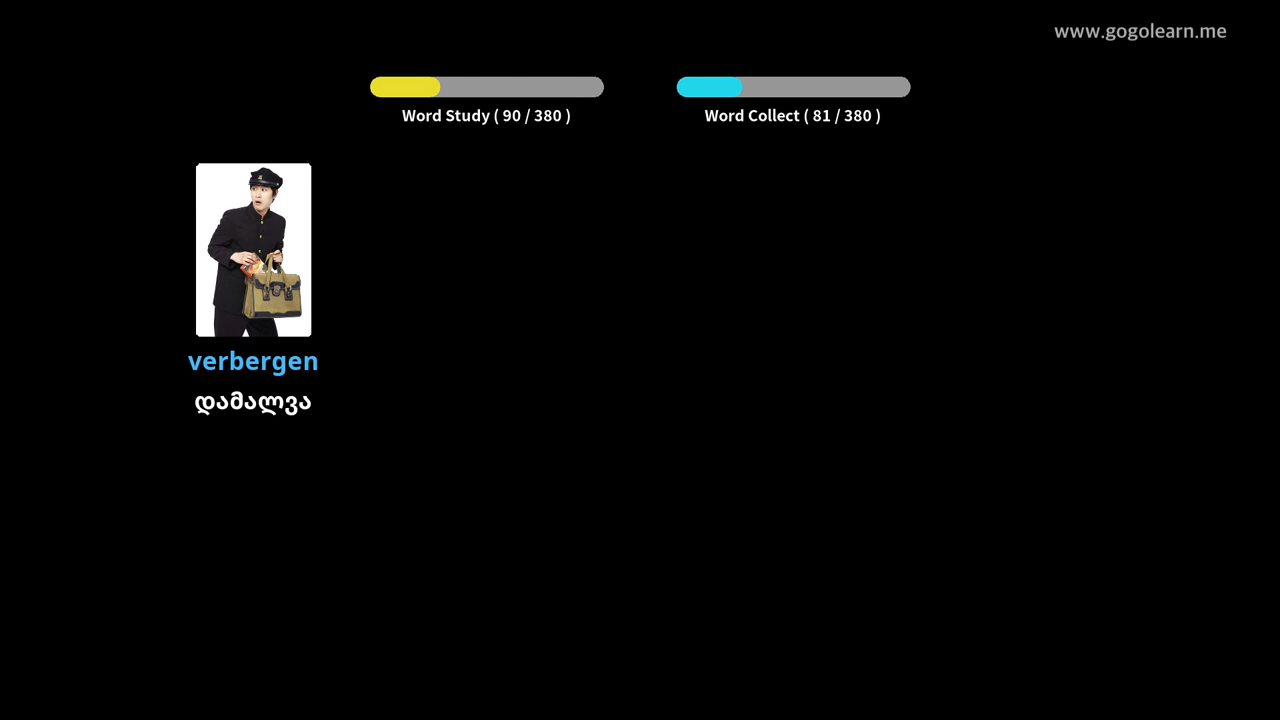 www.gogolearn.me
Word Study ( 90 / 380 )
Word Collect ( 81 / 380 )
verbergen
დამალვა